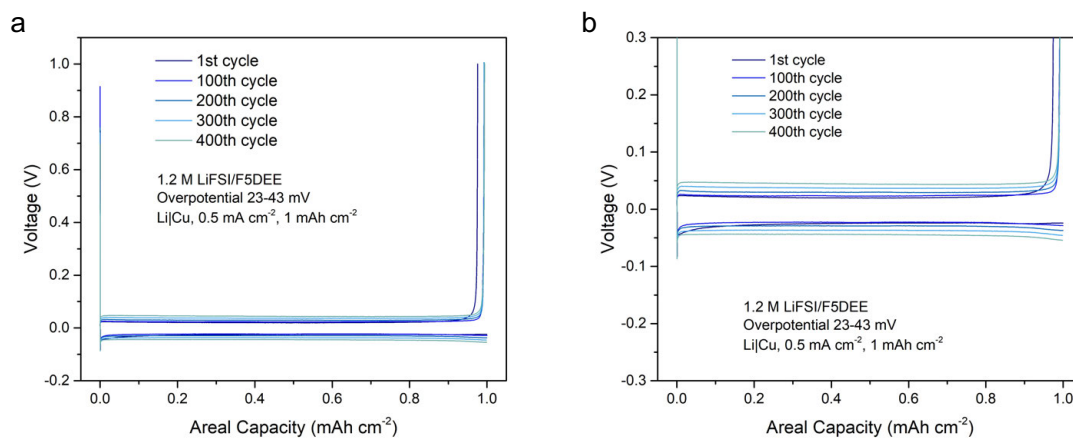 a
1.0
0.8
0.6
0.4
0.2
0.0
-0.2
Voltage (V)
1st cycle
100th cycle
200th cycle
300th cycle
400th cycle
1.2 M LiFSI/F5DEE
Overpotential 23-43 mV
Li|Cu, 0.5 mA cm⁻², 1 mAh cm⁻²
0.0 0.2 0.4 0.6 0.8 1.0
Areal Capacity (mAh cm⁻²)
b
0.3
0.2
0.1
0.0
-0.1
-0.2
-0.3
Voltage (V)
1st cycle
100th cycle
200th cycle
300th cycle
400th cycle
1.2 M LiFSI/F5DEE
Overpotential 23-43 mV
Li|Cu, 0.5 mA cm⁻², 1 mAh cm⁻²
0.0 0.2 0.4 0.6 0.8 1.0
Areal Capacity (mAh cm⁻²)